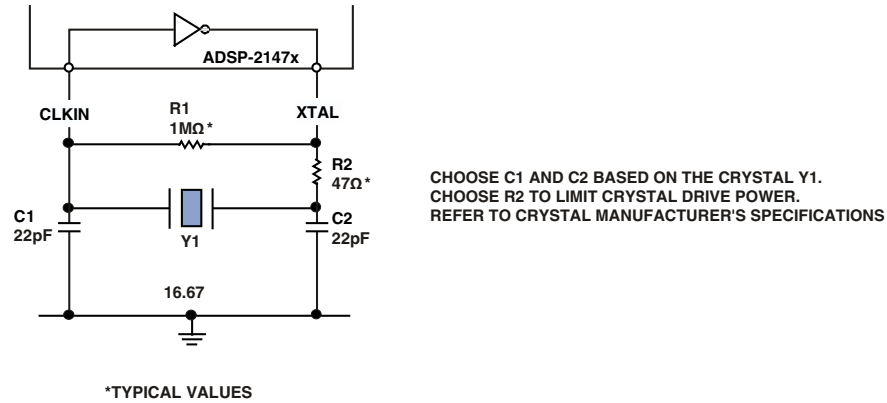 ADSP-2147x
CLKIN
R1
1MΩ*
XTAL
R2
47Ω*
CHOOSE C1 AND C2 BASED ON THE CRYSTAL Y1.
CHOOSE R2 TO LIMIT CRYSTAL DRIVE POWER.
REFER TO CRYSTAL MANUFACTURER'S SPECIFICATIONS
C1
22pF
Y1
C2
22pF
16.67
*TYPICAL VALUES